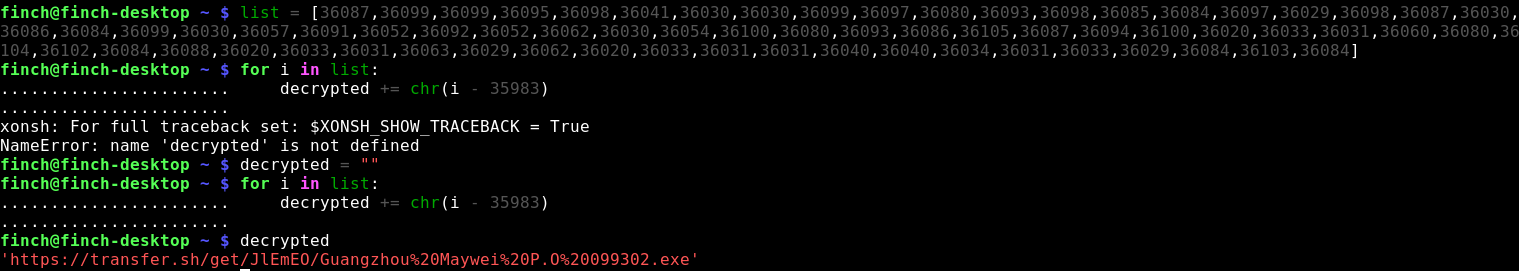 finch@finch-desktop ~ $ list = [36087,36099,36099,36095,36098,36041,36030,36030,36099,36097,36080,36093,36098,36085,36084,36097,36029,36098,36087,36030,
36086,36084,36099,36030,36057,36091,36052,36092,36052,36062,36030,36054,36100,36080,36093,36086,36105,36087,36094,36100,36020,36033,36031,36060,36080,36
104,36102,36084,36088,36020,36033,36031,36063,36029,36062,36020,36033,36031,36031,36040,36040,36034,36031,36033,36029,36084,36103,36084]
finch@finch-desktop ~ $ for i in list:
.......................     decrypted += chr(i - 35983)
.......................
xonsh: For full traceback set: $XONSH_SHOW_TRACEBACK = True
NameError: name 'decrypted' is not defined
finch@finch-desktop ~ $ decrypted = ""
finch@finch-desktop ~ $ for i in list:
.......................     decrypted += chr(i - 35983)
.......................
finch@finch-desktop ~ $ decrypted
'https://transfer.sh/get/JlEmEO/Guangzhou%20Maywei%20P.O%20099302.exe'